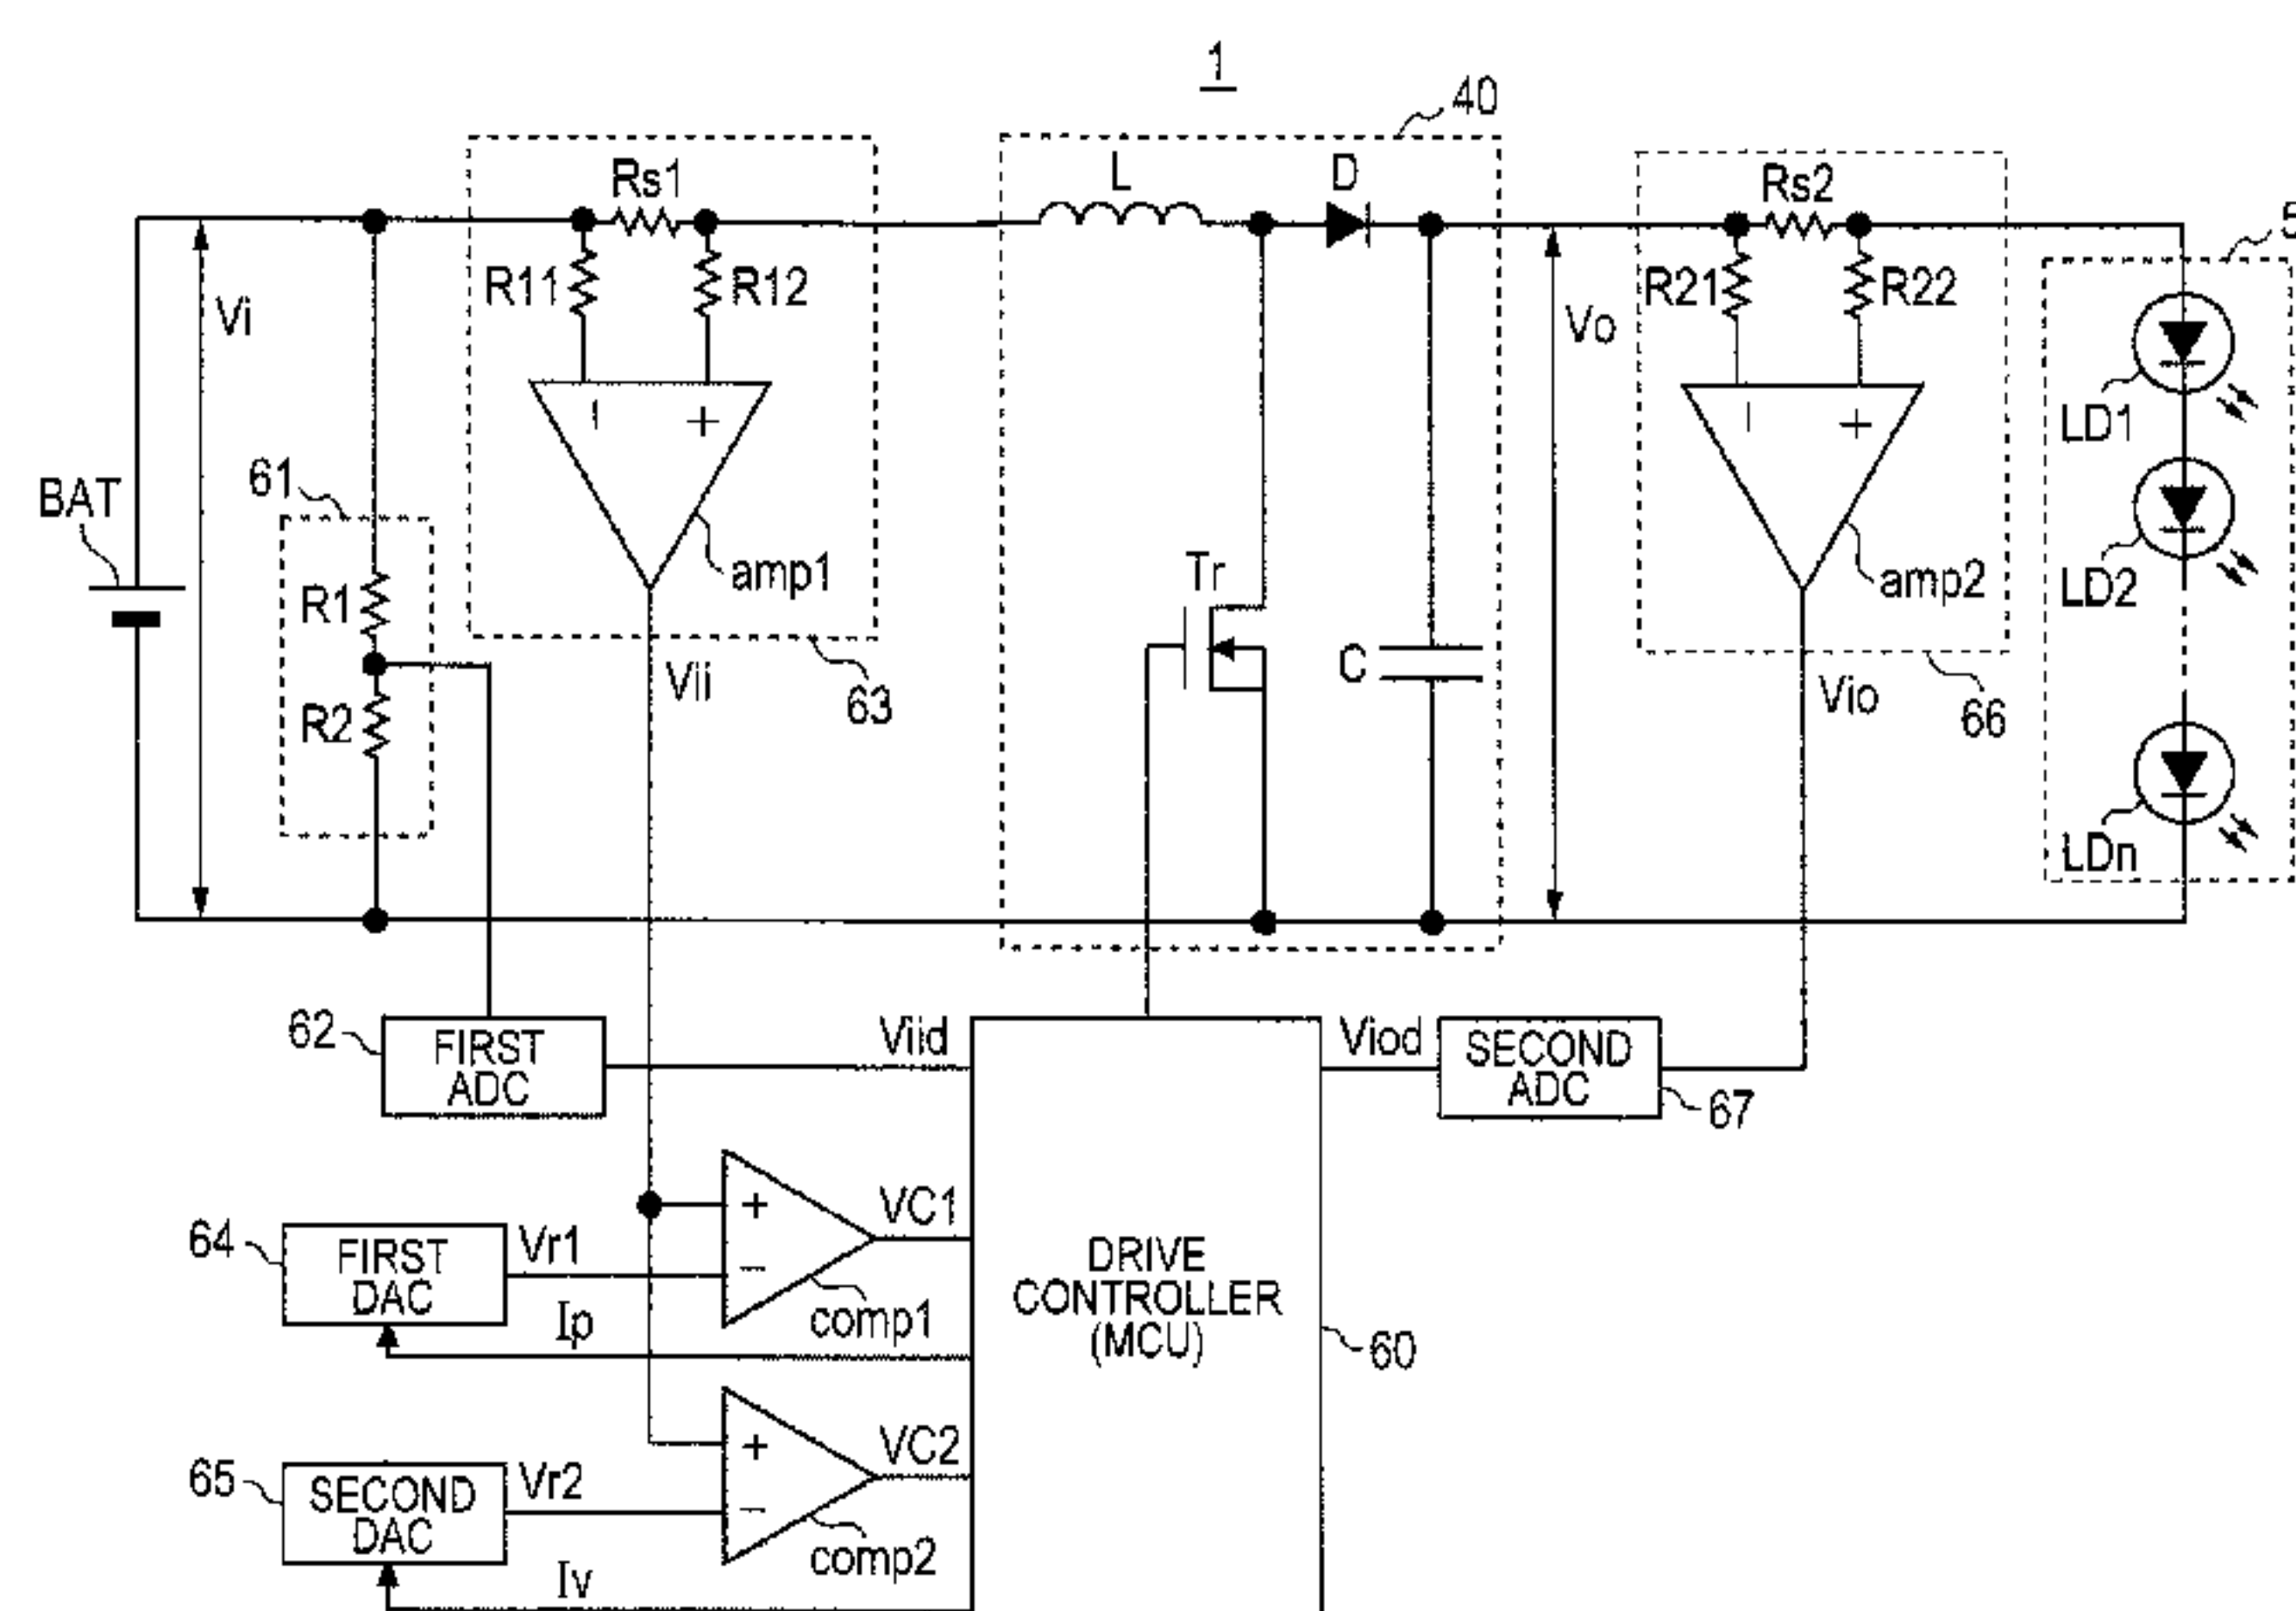 1
40
Rs1
L
D
Rs2
5
R11
R12
R21
R22
Vi
Vo
− +
− +
LD1
61
BAT
amp1
Tr
amp2
LD2
R1
Vii
63
C
Vio
66
R2
LDn
62
FIRST
ADC
Viid
Viod
SECOND
ADC
67
64
FIRST
DAC
Vr1
+
−
VC1
comp1
Ip
DRIVE
CONTROLLER
(MCU)
60
65
SECOND
DAC
Vr2
+
−
VC2
comp2
Iv